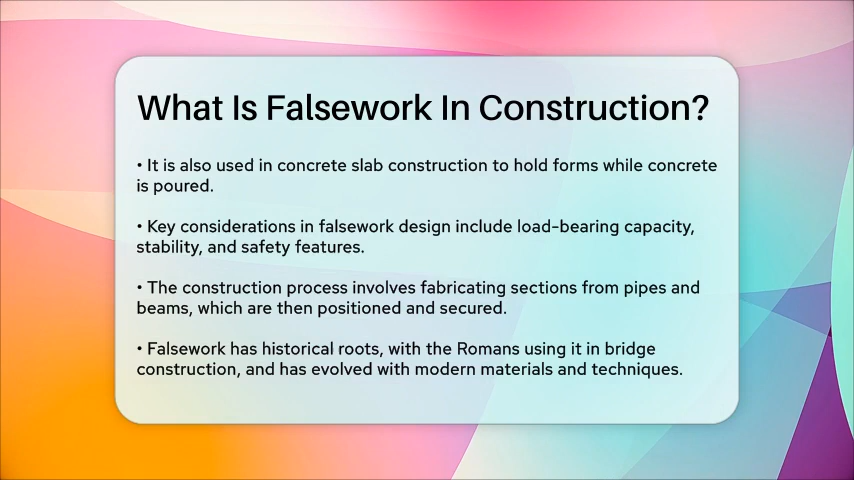 What Is Falsework In Construction?
• It is also used in concrete slab construction to hold forms while concrete
is poured.
• Key considerations in falsework design include load-bearing capacity,
stability, and safety features.
• The construction process involves fabricating sections from pipes and
beams, which are then positioned and secured.
• Falsework has historical roots, with the Romans using it in bridge
construction, and has evolved with modern materials and techniques.